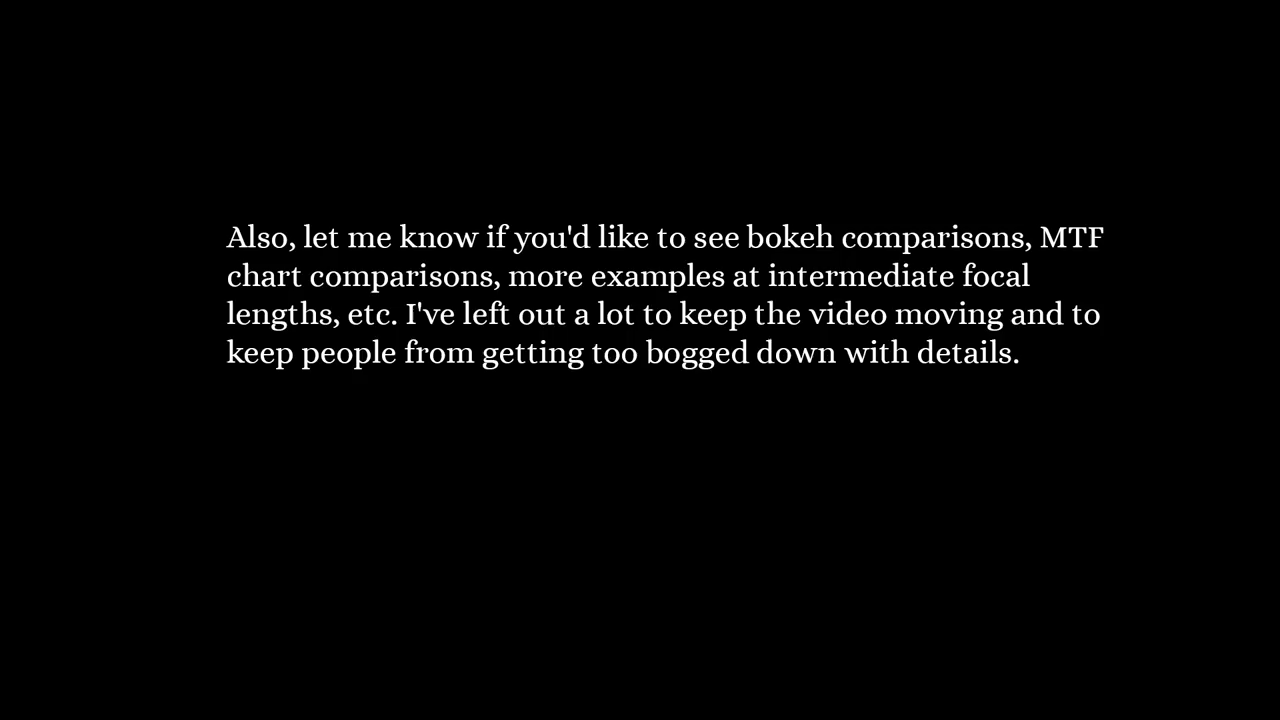 Also, let me know if you'd like to see bokeh comparisons, MTF
chart comparisons, more examples at intermediate focal
lengths, etc. I've left out a lot to keep the video moving and to
keep people from getting too bogged down with details.